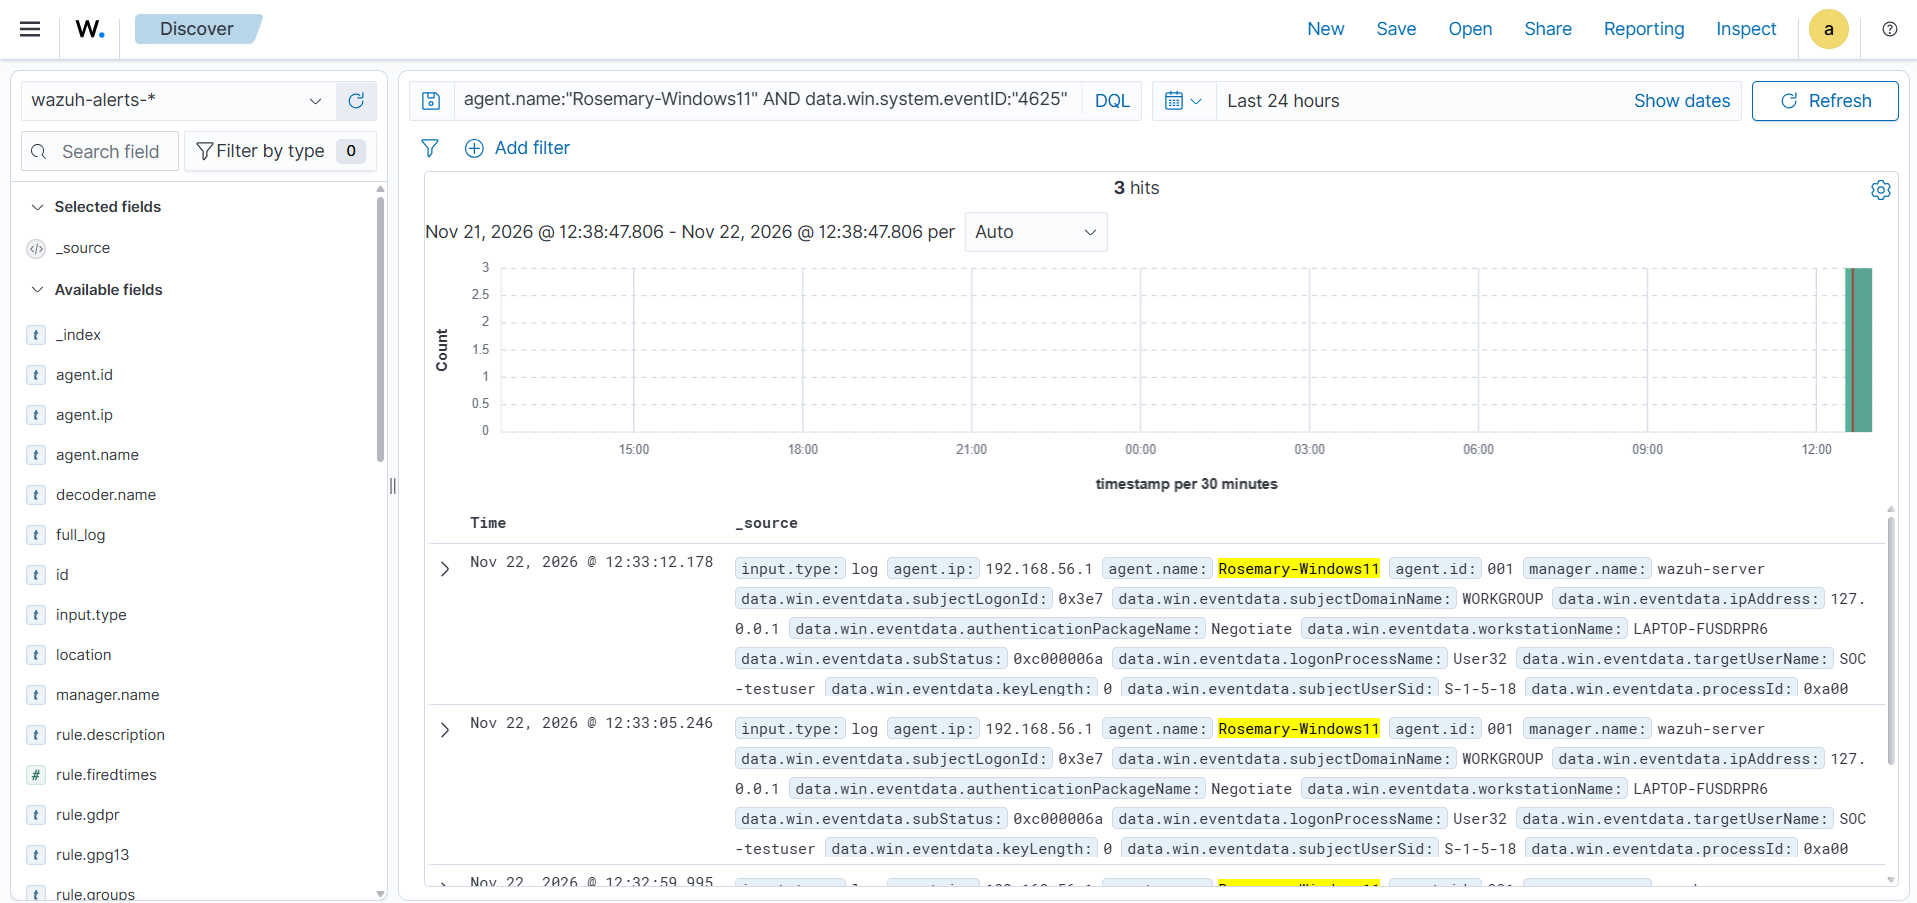 W.
Discover
New Save Open Share Reporting Inspect a
wazuh-alerts-*
agent.name:"Rosemary-Windows11" AND data.win.system.eventID:"4625" DQL
Last 24 hours Show dates Refresh
Search field Filter by type 0
Add filter
Selected fields
_source
Available fields
t _index
t agent.id
t agent.ip
t agent.name
t decoder.name
t full_log
t id
t input.type
t location
t manager.name
t rule.description
# rule.firedtimes
t rule.gdpr
t rule.gpg13
t rule.groups
3 hits
Nov 21, 2026 @ 12:38:47.806 - Nov 22, 2026 @ 12:38:47.806 per Auto
Count
3
2.5
2
1.5
1
0.5
0
15:00 18:00 21:00 00:00 03:00 06:00 09:00 12:00
timestamp per 30 minutes
Time _source
Nov 22, 2026 @ 12:33:12.178 input.type: log agent.ip: 192.168.56.1 agent.name: Rosemary-Windows11 agent.id: 001 manager.name: wazuh-server
data.win.eventdata.subjectLogonId: 0x3e7 data.win.eventdata.subjectDomainName: WORKGROUP data.win.eventdata.ipAddress: 127.
0.0.1 data.win.eventdata.authenticationPackageName: Negotiate data.win.eventdata.workstationName: LAPTOP-FUSDRPR6
data.win.eventdata.subStatus: 0xc000006a data.win.eventdata.logonProcessName: User32 data.win.eventdata.targetUserName: SOC
-testuser data.win.eventdata.keyLength: 0 data.win.eventdata.subjectUserSid: S-1-5-18 data.win.eventdata.processId: 0xa00
Nov 22, 2026 @ 12:33:05.246 input.type: log agent.ip: 192.168.56.1 agent.name: Rosemary-Windows11 agent.id: 001 manager.name: wazuh-server
data.win.eventdata.subjectLogonId: 0x3e7 data.win.eventdata.subjectDomainName: WORKGROUP data.win.eventdata.ipAddress: 127.
0.0.1 data.win.eventdata.authenticationPackageName: Negotiate data.win.eventdata.workstationName: LAPTOP-FUSDRPR6
data.win.eventdata.subStatus: 0xc000006a data.win.eventdata.logonProcessName: User32 data.win.eventdata.targetUserName: SOC
-testuser data.win.eventdata.keyLength: 0 data.win.eventdata.subjectUserSid: S-1-5-18 data.win.eventdata.processId: 0xa00
Nov 22, 2026 @ 12:32:59.995